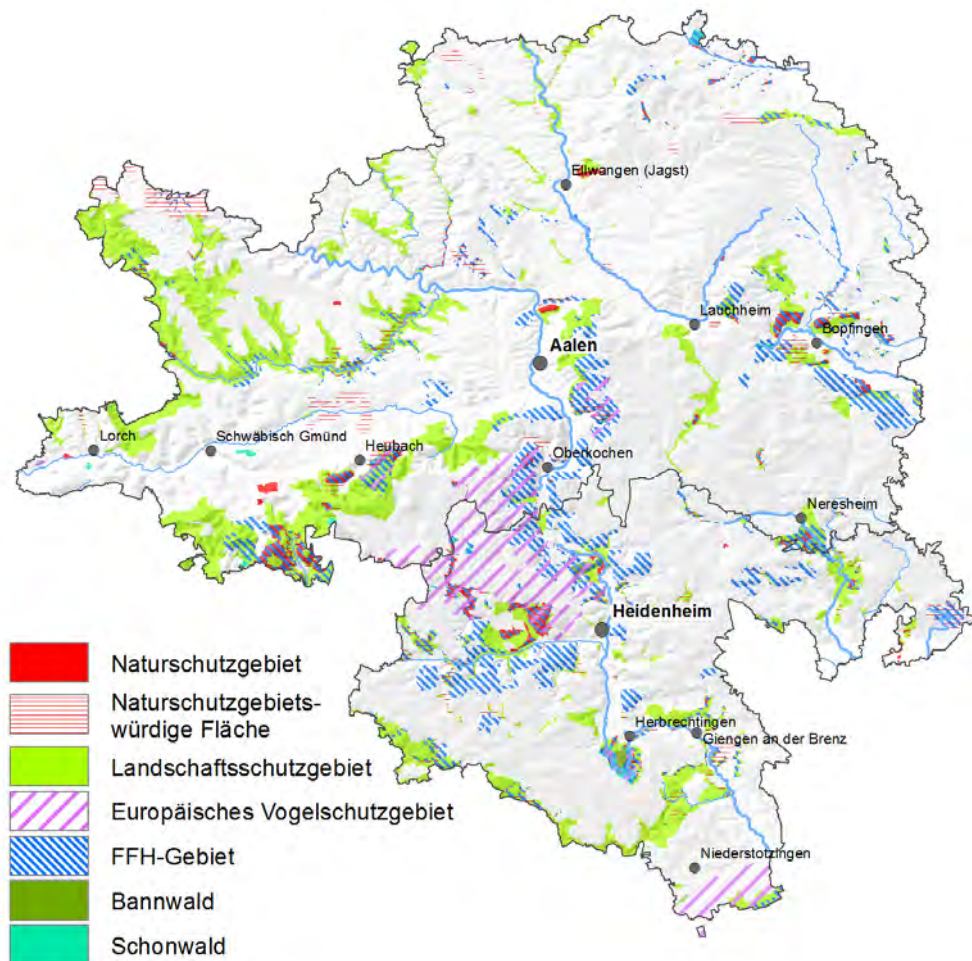 Ellwangen (Jagst)
Lauchheim
Bopfingen
Aalen
Lorch
Schwäbisch Gmünd
Heubach
Oberkochen
Neresheim
Heidenheim
Herbrechtingen
Giengen an der Brenz
Niederstotzingen
Naturschutzgebiet
Naturschutzgebiets-
würdige Fläche
Landschaftsschutzgebiet
Europäisches Vogelschutzgebiet
FFH-Gebiet
Bannwald
Schonwald